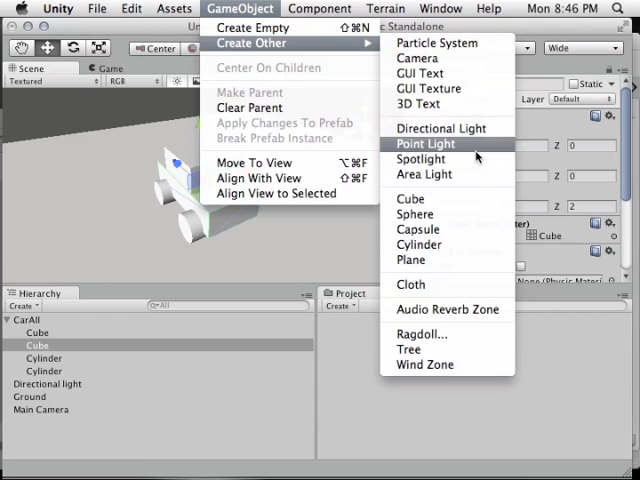 Unity File Edit Assets GameObject Component Terrain Window Help Mon 8:46 PM
Standalone
Create Empty ⇧⌘N
Create Other
Center On Children
Make Parent
Clear Parent
Apply Changes To Prefab
Break Prefab Instance
Move To View ⌥⌘F
Align With View ⇧⌘F
Align View to Selected
Particle System
Camera
GUI Text
GUI Texture
3D Text
Directional Light
Point Light
Spotlight
Area Light
Cube
Sphere
Capsule
Cylinder
Plane
Cloth
Audio Reverb Zone
Ragdoll...
Tree
Wind Zone
Center
Wide
Scene
Game
Textured
RGB
Static
Layer Default
Z 0
Z 0
Z 2
Cube
None (Physic Material)
Hierarchy
Create
All
CarAll
Cube
Cube
Cylinder
Cylinder
Directional light
Ground
Main Camera
Project
Create